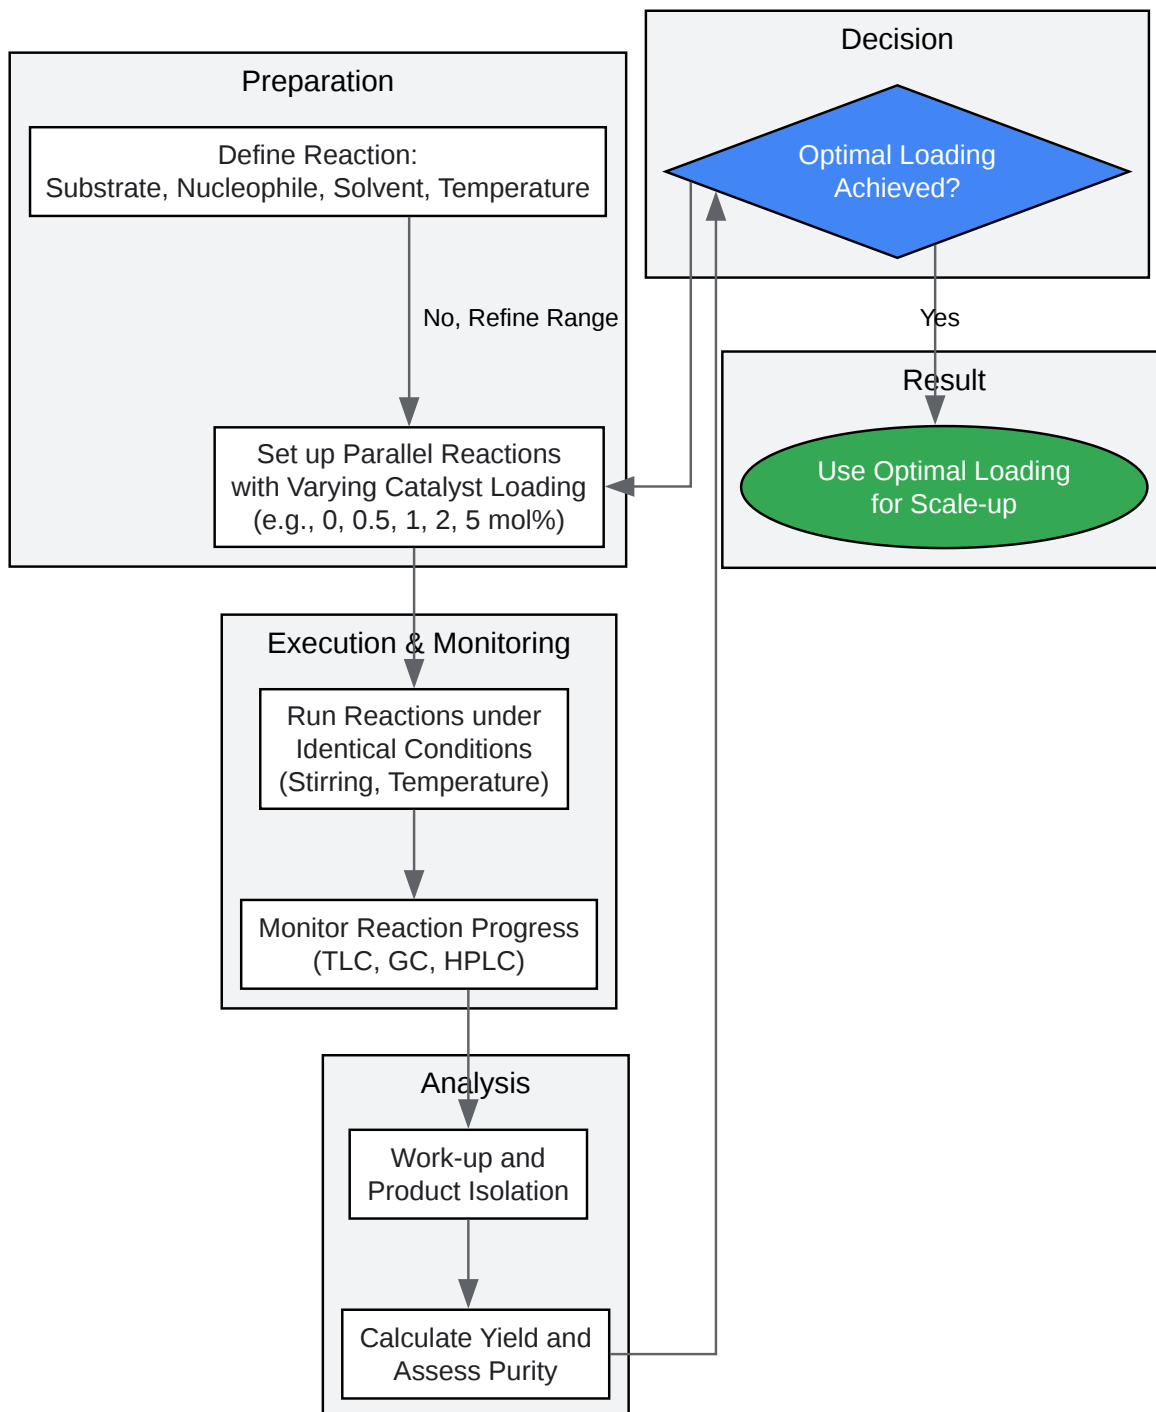 Preparation
Define Reaction:
Substrate, Nucleophile, Solvent, Temperature
No, Refine Range
Set up Parallel Reactions
with Varying Catalyst Loading
(e.g., 0, 0.5, 1, 2, 5 mol%)
Decision
Optimal Loading
Achieved?
Yes
Result
Use Optimal Loading
for Scale-up
Execution & Monitoring
Run Reactions under
Identical Conditions
(Stirring, Temperature)
Monitor Reaction Progress
(TLC, GC, HPLC)
Analysis
Work-up and
Product Isolation
Calculate Yield and
Assess Purity